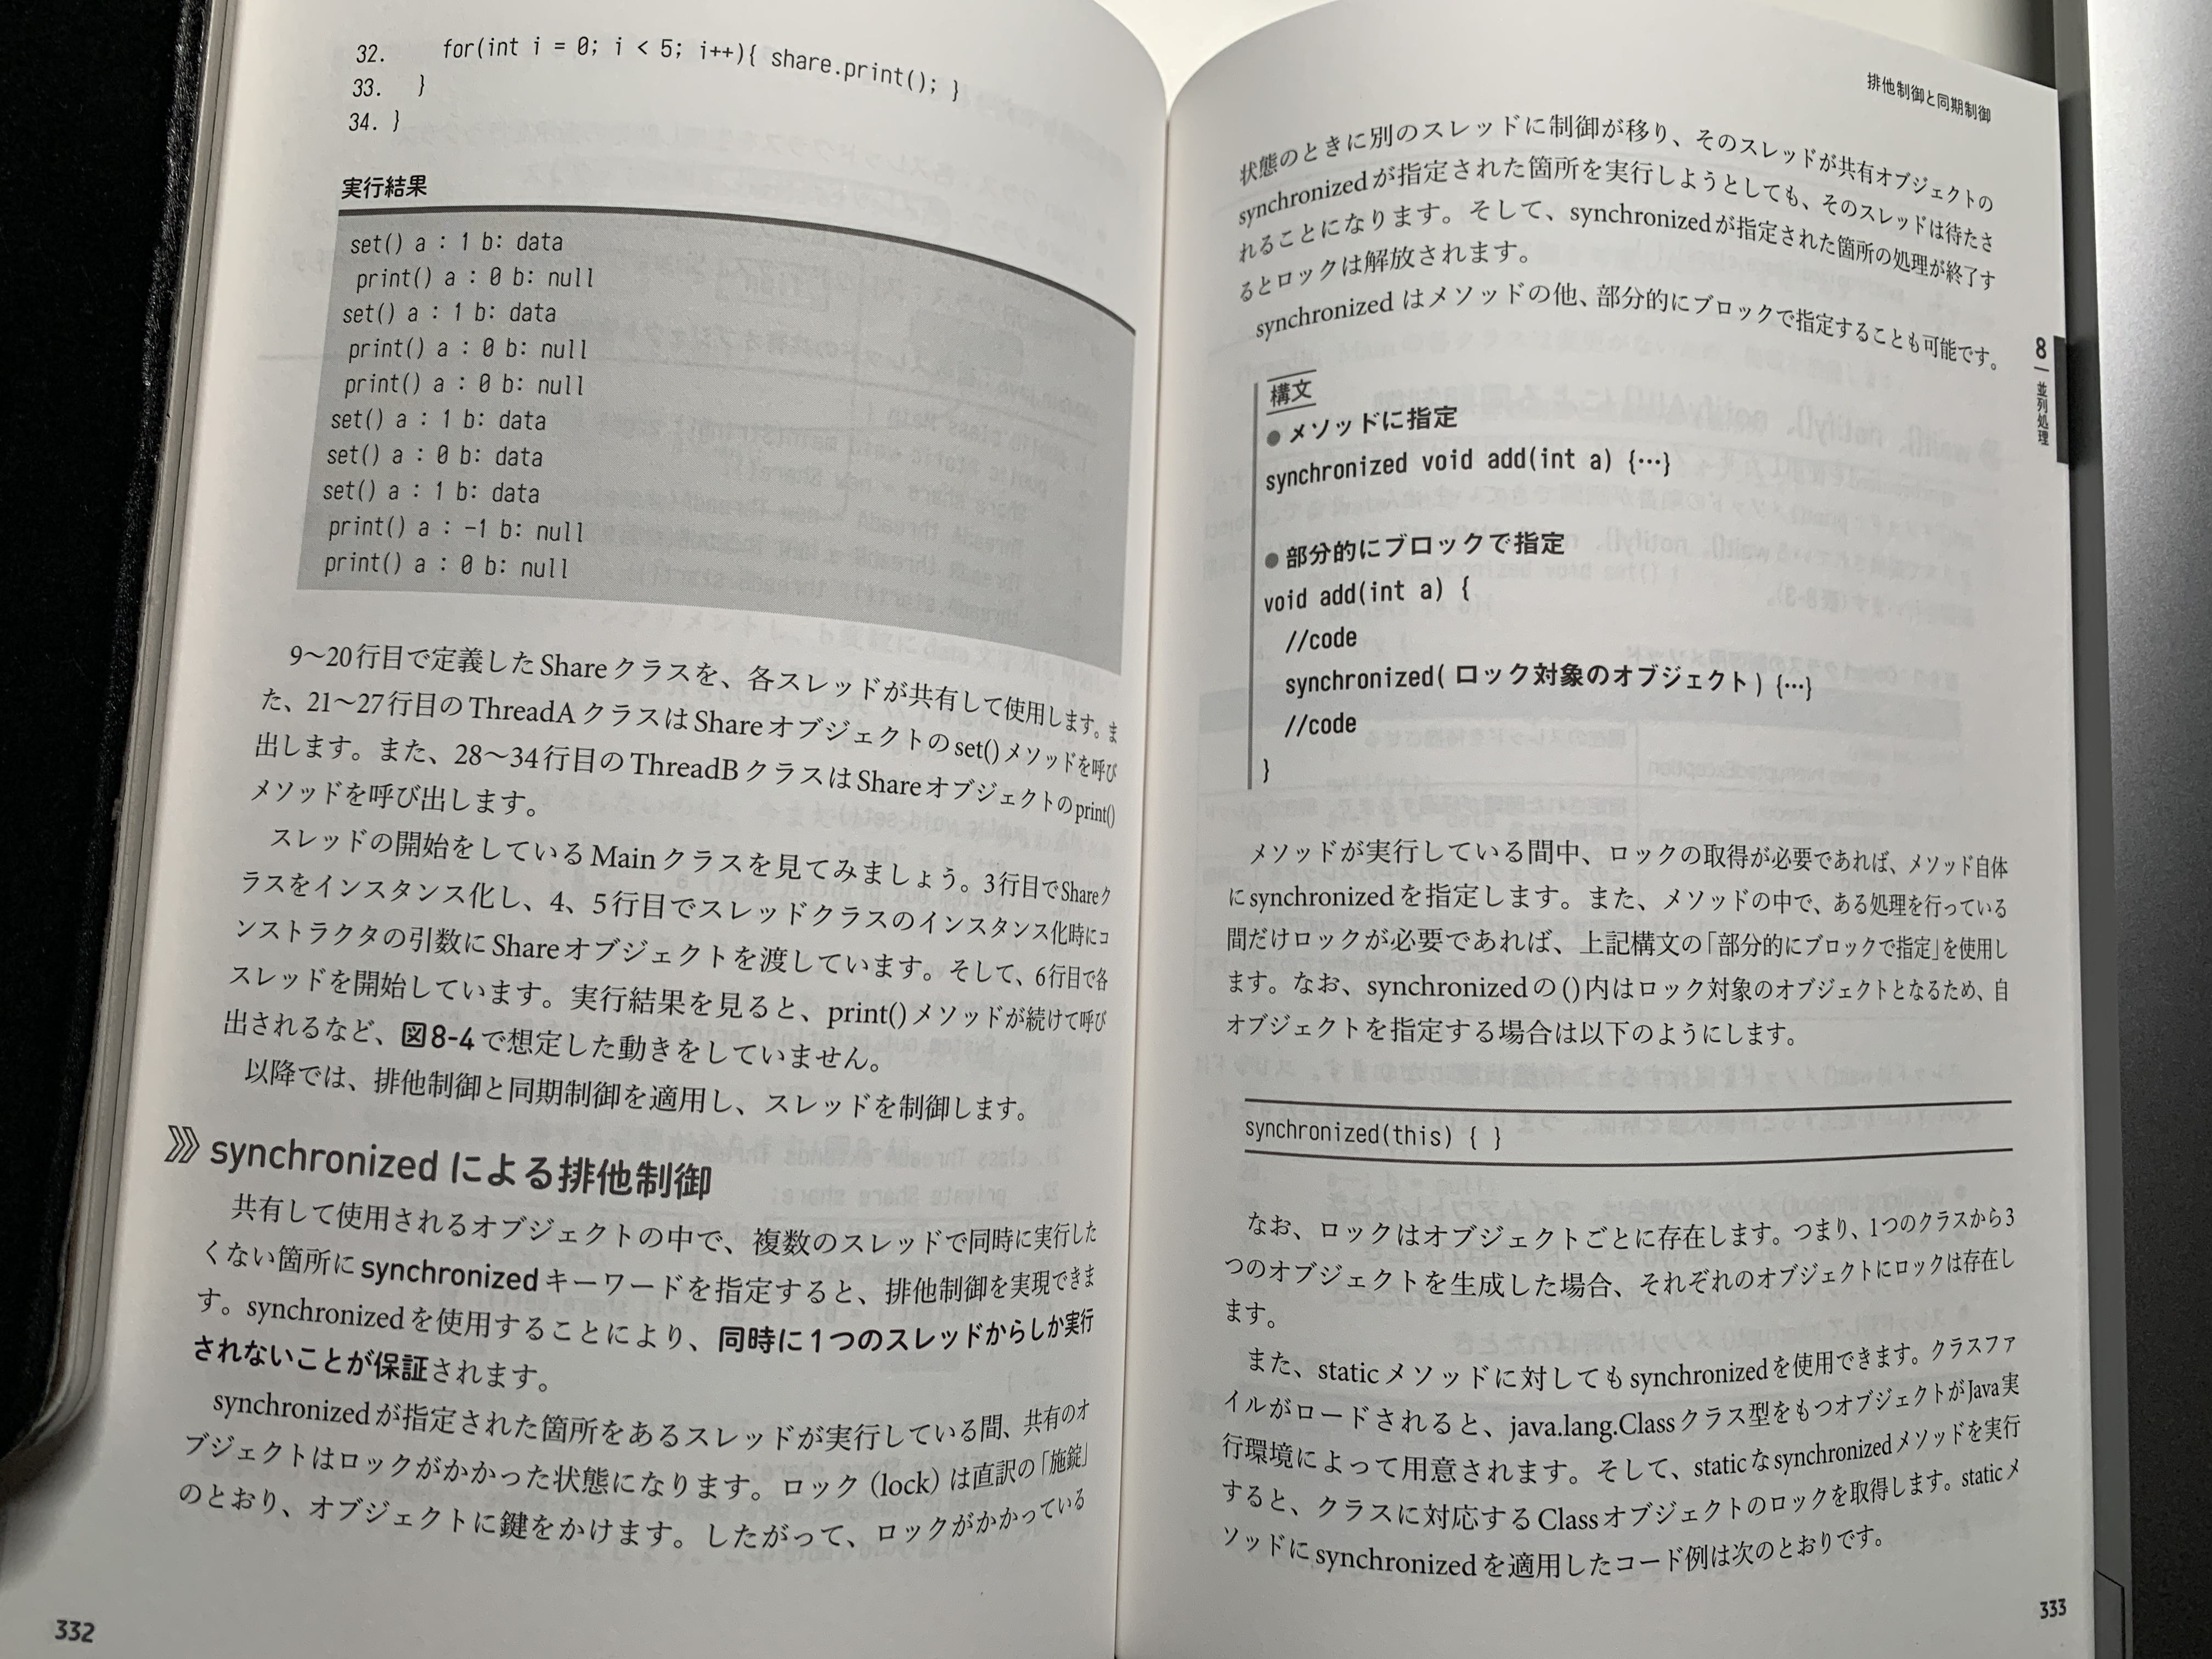 32.    for(int i = 0; i < 5; i++){ share.print(); }
33.  }
34. }
実行結果
set() a : 1 b: data
 print() a : 0 b: null
set() a : 1 b: data
 print() a : 0 b: null
 print() a : 0 b: null
set() a : 1 b: data
set() a : 0 b: data
set() a : 1 b: data
 print() a : -1 b: null
 print() a : 0 b: null
9〜20行目で定義したShareクラスを、各スレッドが共有して使用します。ま
た、21〜27行目のThreadAクラスはShareオブジェクトのset()メソッドを呼び
出します。また、28〜34行目のThreadBクラスはShareオブジェクトのprint()
メソッドを呼び出します。
スレッドの開始をしているMainクラスを見てみましょう。3行目でShareク
ラスをインスタンス化し、4、5行目でスレッドクラスのインスタンス化時にコ
ンストラクタの引数にShareオブジェクトを渡しています。そして、6行目で各
スレッドを開始しています。実行結果を見ると、print()メソッドが続けて呼び
出されるなど、図8-4で想定した動きをしていません。
以降では、排他制御と同期制御を適用し、スレッドを制御します。
synchronizedによる排他制御
共有して使用されるオブジェクトの中で、複数のスレッドで同時に実行した
くない箇所にsynchronizedキーワードを指定すると、排他制御を実現できま
す。synchronizedを使用することにより、同時に1つのスレッドからしか実行
されないことが保証されます。
synchronizedが指定された箇所をあるスレッドが実行している間、共有のオ
ブジェクトはロックがかかった状態になります。ロック（lock）は直訳の「施錠」
のとおり、オブジェクトに鍵をかけます。したがって、ロックがかかっている
332
排他制御と同期制御
状態のときに別のスレッドに制御が移り、そのスレッドが共有オブジェクトの
synchronizedが指定された箇所を実行しようとしても、そのスレッドは待たさ
れることになります。そして、synchronizedが指定された箇所の処理が終了す
るとロックは解放されます。
synchronized はメソッドの他、部分的にブロックで指定することも可能です。
8
並列処理
構文
●メソッドに指定
synchronized void add(int a) {…}
●部分的にブロックで指定
void add(int a) {
  //code
  synchronized( ロック対象のオブジェクト ) {…}
  //code
}
メソッドが実行している間中、ロックの取得が必要であれば、メソッド自体
にsynchronizedを指定します。また、メソッドの中で、ある処理を行っている
間だけロックが必要であれば、上記構文の「部分的にブロックで指定」を使用し
ます。なお、synchronizedの()内はロック対象のオブジェクトとなるため、自
オブジェクトを指定する場合は以下のようにします。
synchronized(this) { }
なお、ロックはオブジェクトごとに存在します。つまり、1つのクラスから3
つのオブジェクトを生成した場合、それぞれのオブジェクトにロックは存在し
ます。
また、staticメソッドに対してもsynchronizedを使用できます。クラスファ
イルがロードされると、java.lang.Classクラス型をもつオブジェクトがJava実
行環境によって用意されます。そして、staticなsynchronizedメソッドを実行
すると、クラスに対応するClassオブジェクトのロックを取得します。staticメ
ソッドにsynchronizedを適用したコード例は次のとおりです。
333